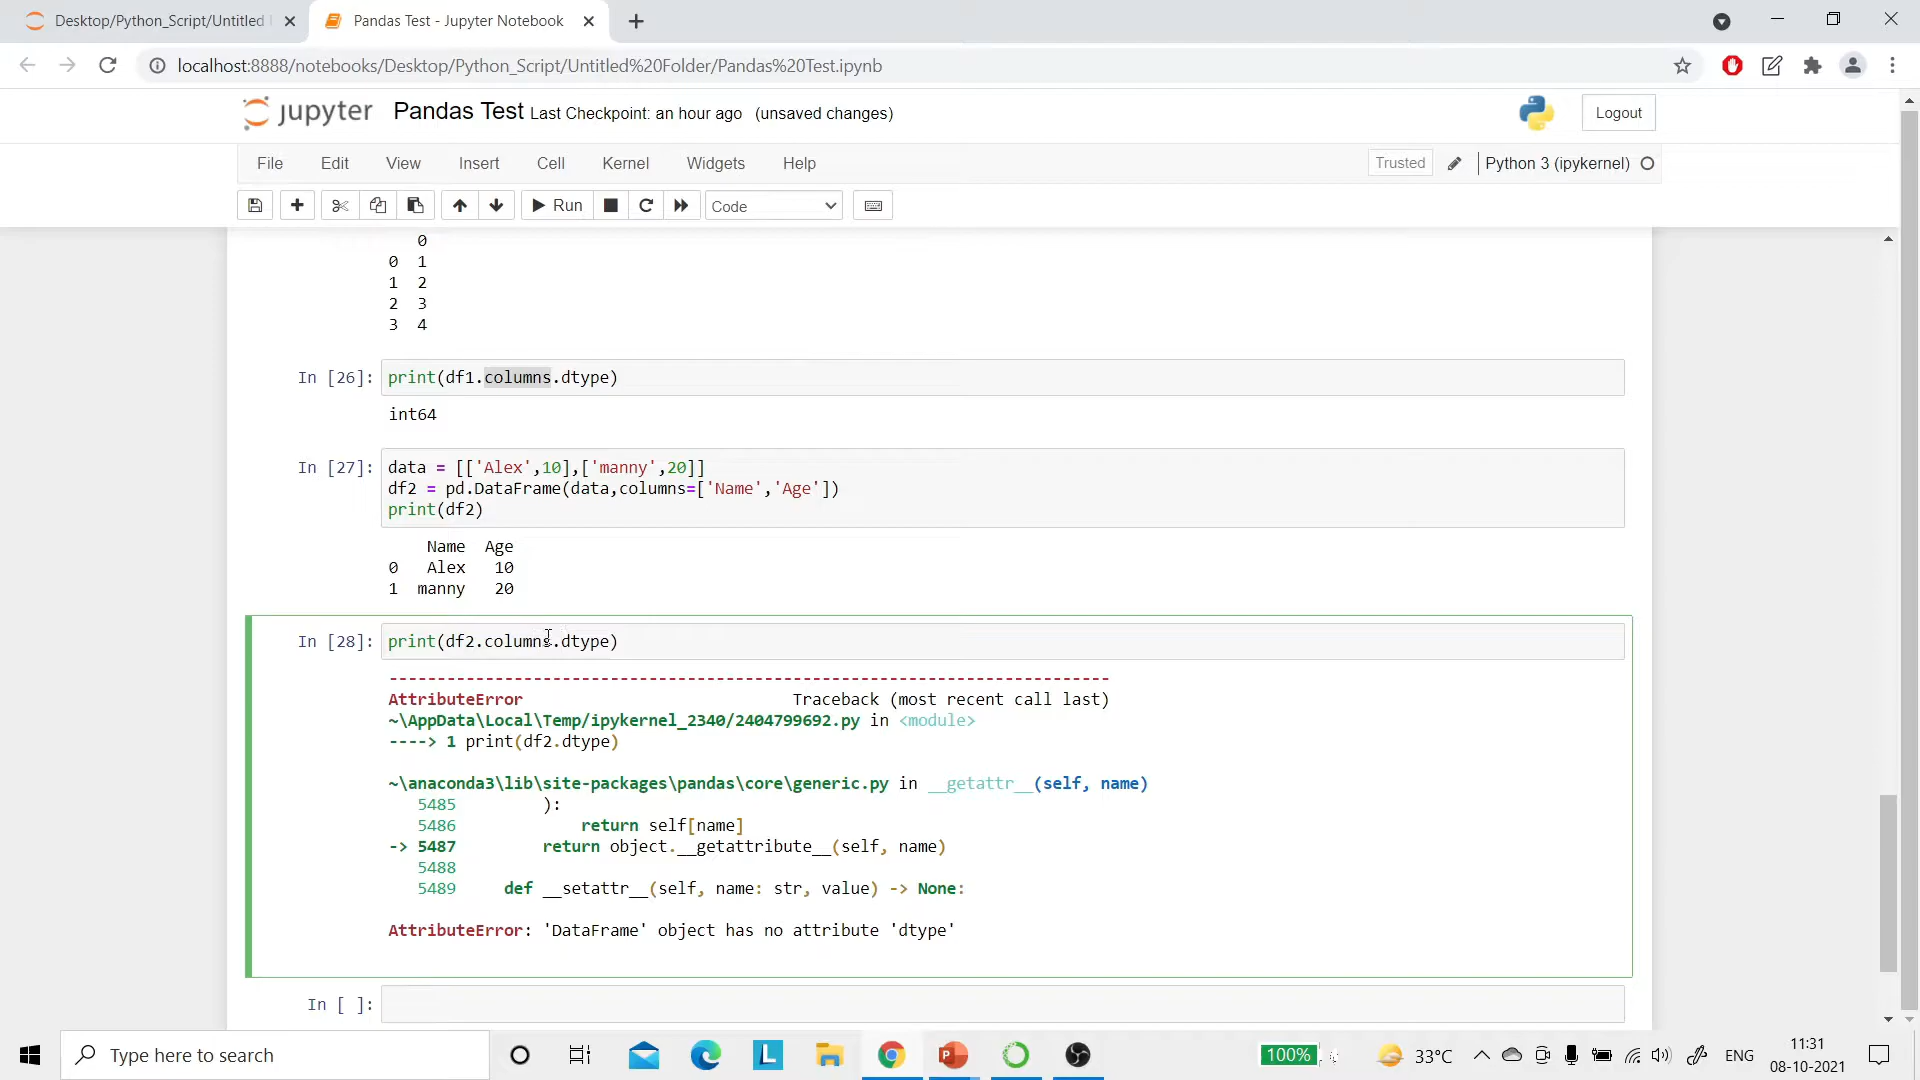 Desktop/Python_Script/Untitled
Pandas Test - Jupyter Notebook
localhost:8888/notebooks/Desktop/Python_Script/Untitled%20Folder/Pandas%20Test.ipynb
jupyter Pandas Test Last Checkpoint: an hour ago (unsaved changes)
Logout
File Edit View Insert Cell Kernel Widgets Help
Trusted
Python 3 (ipykernel)
Run
Code
0
0 1
1 2
2 3
3 4
In [26]: print(df1.columns.dtype)
int64
In [27]: data = [['Alex',10],['manny',20]]
df2 = pd.DataFrame(data,columns=['Name','Age'])
print(df2)
Name Age
0 Alex 10
1 manny 20
In [28]: print(df2.columns.dtype)
---------------------------------------------------------------------------
AttributeError Traceback (most recent call last)
~\AppData\Local\Temp/ipykernel_2340/2404799692.py in <module>
----> 1 print(df2.dtype)
~\anaconda3\lib\site-packages\pandas\core\generic.py in __getattr__(self, name)
5485 ):
5486 return self[name]
-> 5487 return object.__getattribute__(self, name)
5488
5489 def __setattr__(self, name: str, value) -> None:
AttributeError: 'DataFrame' object has no attribute 'dtype'
In [ ]:
Type here to search
L
100%
33°C
ENG
11:31
08-10-2021